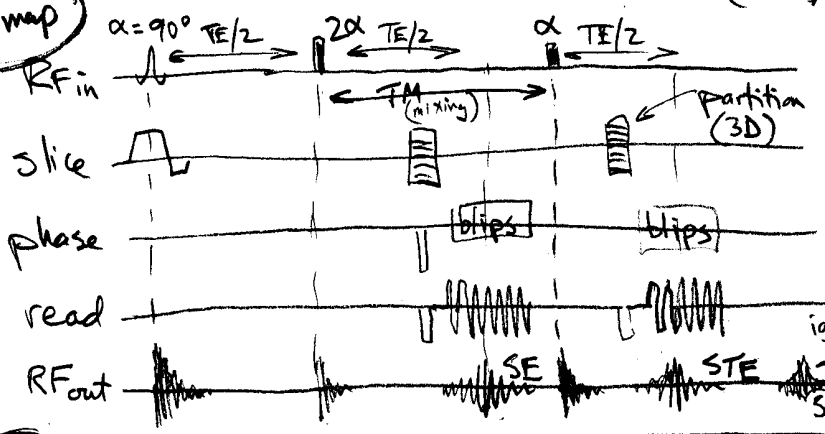 map)
α=90° TE/2 2α TE/2 α TE/2
RFin
TM
(mixing)
partition
(3D)
slice
phase blips blips
read
RFout SE STE